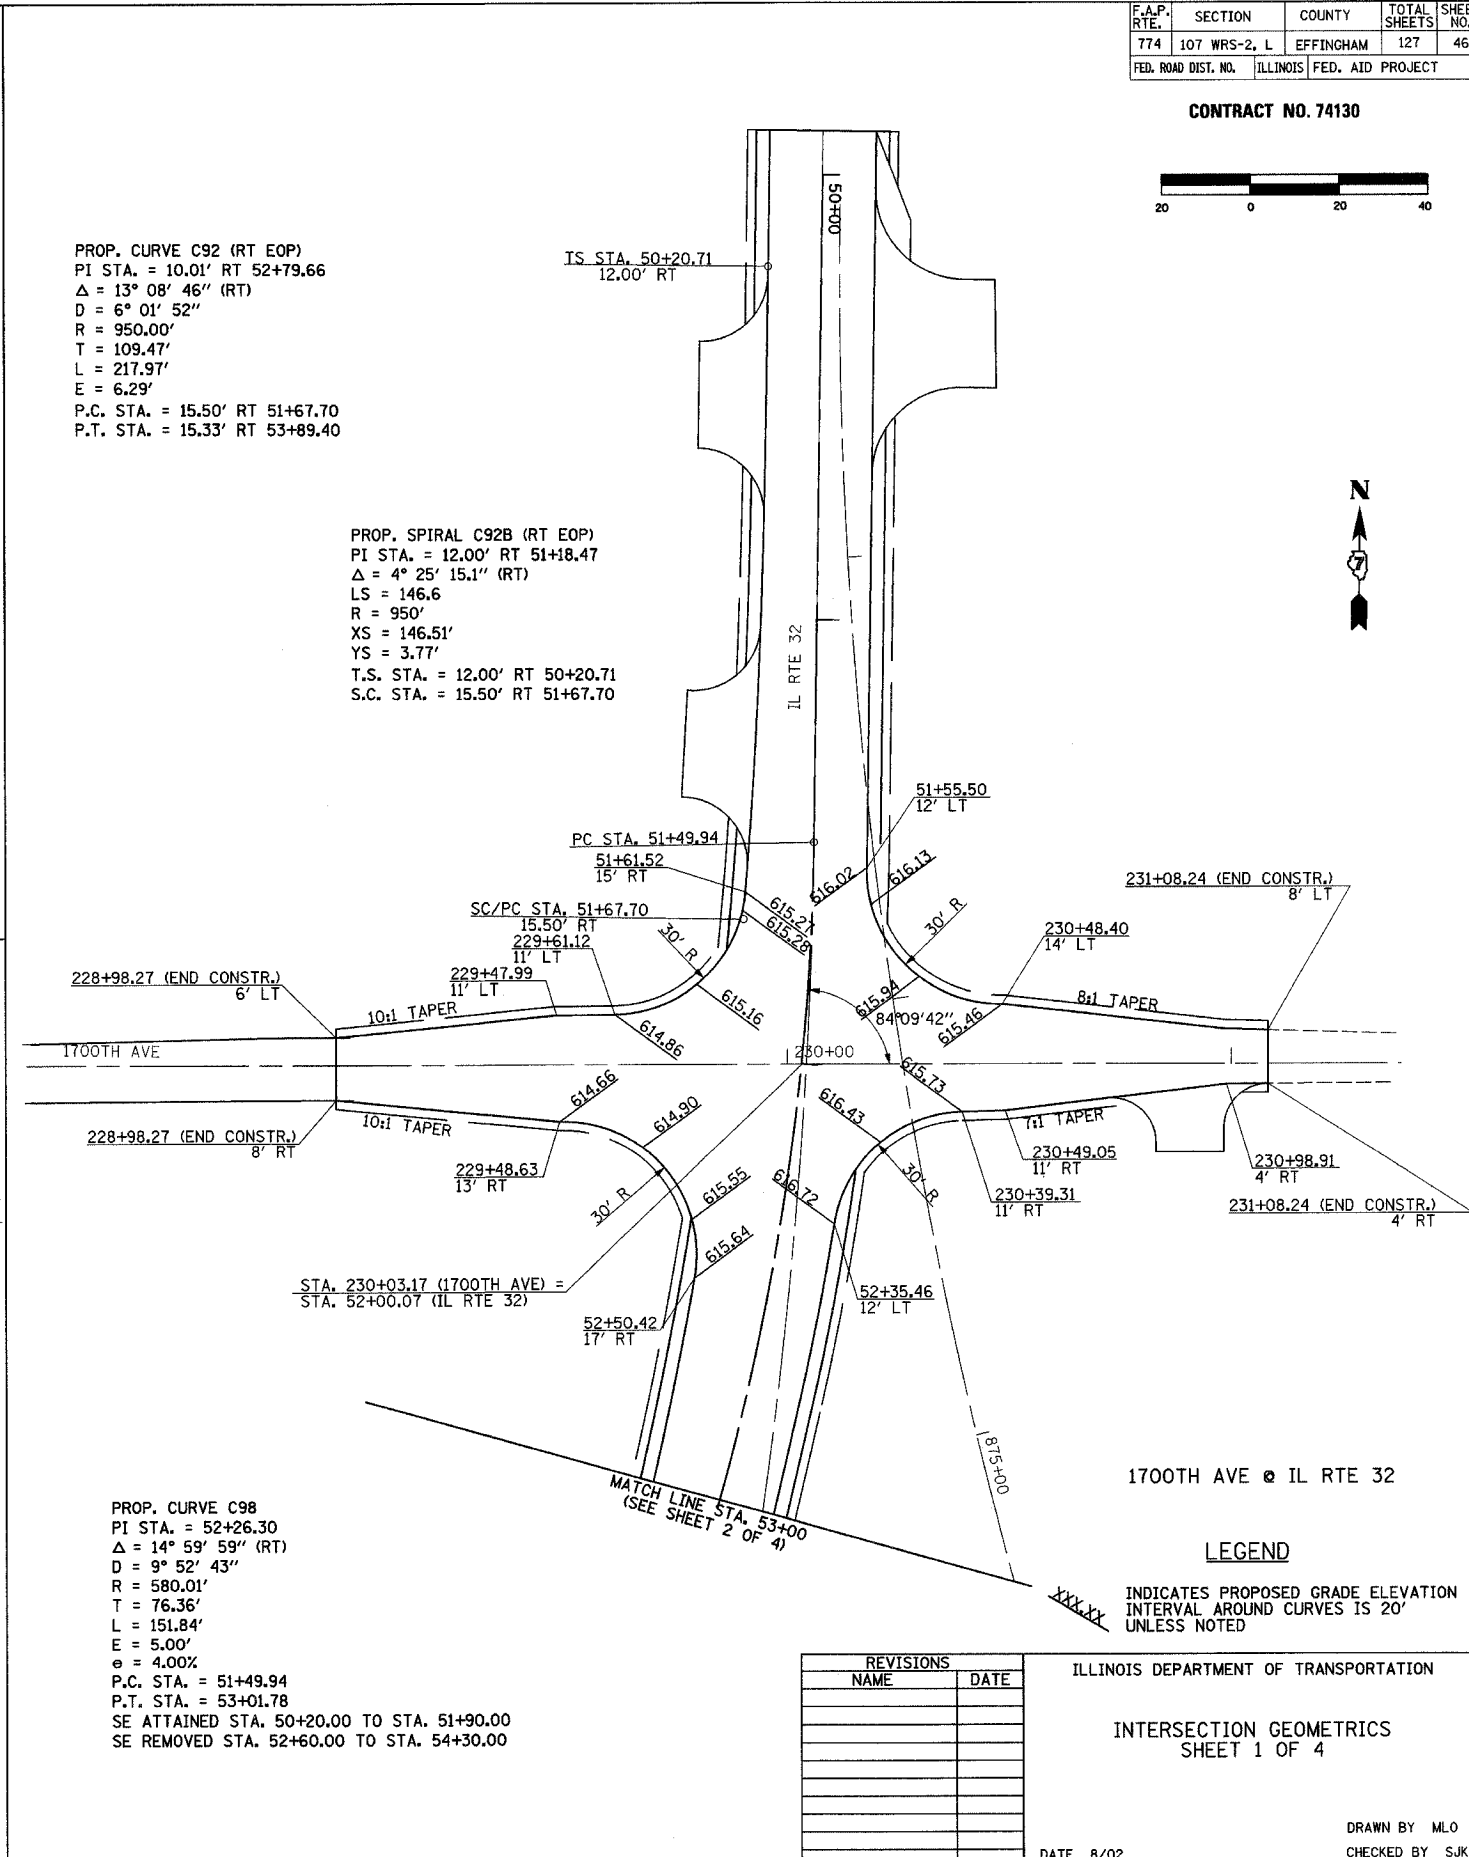 F.A.P. RTE. SECTION COUNTY TOTAL SHEETS
774 107 WRS-2, L EFFINGHAM 127 46
FED. ROAD DIST. NO. ILLINOIS FED. AID PROJECT
CONTRACT NO. 74130
20 0 20 40
PROP. CURVE C92 (RT EOP)
PI STA. = 10.01' RT 52+79.66
Δ = 13° 08' 46" (RT)
D = 6° 01' 52"
R = 950.00'
T = 109.47'
L = 217.97'
E = 6.29'
P.C. STA. = 15.50' RT 51+67.70
P.T. STA. = 15.33' RT 53+89.40
TS STA. 50+20.71
12.00' RT
50+00
N
7
PROP. SPIRAL C92B (RT EOP)
PI STA. = 12.00' RT 51+18.47
Δ = 4° 25' 15.1" (RT)
LS = 146.6
R = 950'
XS = 146.51'
YS = 3.77'
T.S. STA. = 12.00' RT 50+20.71
S.C. STA. = 15.50' RT 51+67.70
IL RTE 32
51+55.50
12' LT
PC STA. 51+49.94
51+61.52
15' RT
616.02
616.13
231+08.24 (END CONSTR.)
8' LT
SC/PC STA. 51+67.70
15.50' RT
615.27
615.28
30' R
30' R
229+61.12
11' LT
230+48.40
14' LT
228+98.27 (END CONSTR.)
6' LT
229+47.99
11' LT
10:1 TAPER
615.16
614.86
615.94
84°09'42"
615.46
8:1 TAPER
1700TH AVE
230+00
615.73
614.66
614.90
616.43
10:1 TAPER
7:1 TAPER
228+98.27 (END CONSTR.)
8' RT
229+48.63
13' RT
30' R
615.55
616.72
30' R
230+49.05
11' RT
230+98.91
4' RT
230+39.31
11' RT
231+08.24 (END CONSTR.)
4' RT
615.64
STA. 230+03.17 (1700TH AVE) =
STA. 52+00.07 (IL RTE 32)
52+35.46
12' LT
52+50.42
17' RT
875+00
MATCH LINE STA. 53+00
(SEE SHEET 2 OF 4)
1700TH AVE @ IL RTE 32
LEGEND
XXX.XX
INDICATES PROPOSED GRADE ELEVATION
INTERVAL AROUND CURVES IS 20'
UNLESS NOTED
PROP. CURVE C98
PI STA. = 52+26.30
Δ = 14° 59' 59" (RT)
D = 9° 52' 43"
R = 580.01'
T = 76.36'
L = 151.84'
E = 5.00'
e = 4.00%
P.C. STA. = 51+49.94
P.T. STA. = 53+01.78
SE ATTAINED STA. 50+20.00 TO STA. 51+90.00
SE REMOVED STA. 52+60.00 TO STA. 54+30.00
REVISIONS
NAME DATE
ILLINOIS DEPARTMENT OF TRANSPORTATION
INTERSECTION GEOMETRICS
SHEET 1 OF 4
DRAWN BY MLO
DATE 8/02
CHECKED BY SJK